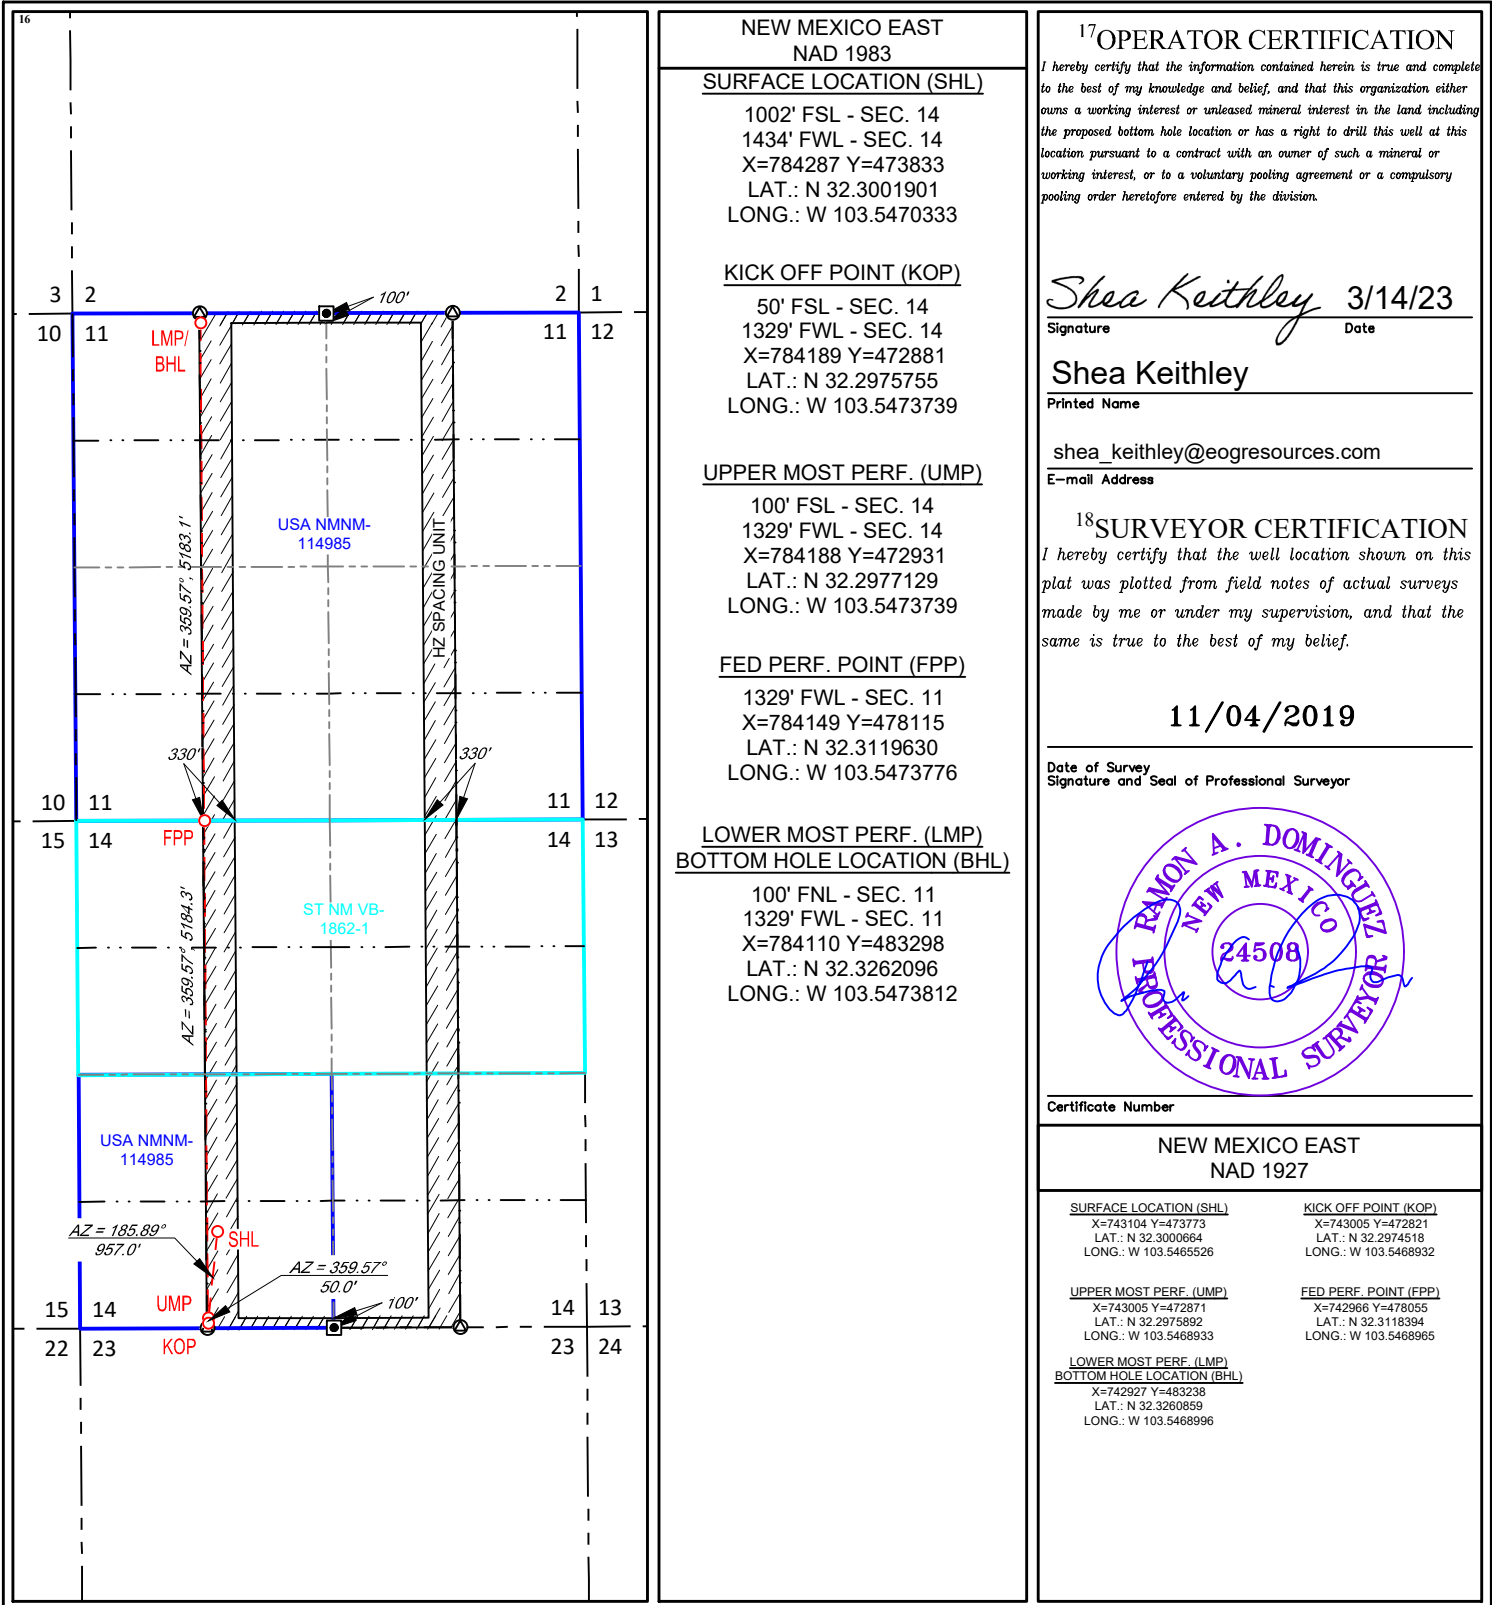 16
3 2
2 1
100'
10 11
11 12
LMP/
BHL
USA NMNM-
114985
HZ SPACING UNIT
AZ = 359.57°, 5183.1'
330'
330'
10 11
11 12
15 14
14 13
FPP
ST NM VB-
1862-1
AZ = 359.57° 5184.3'
USA NMNM-
114985
AZ = 185.89°
957.0'
SHL
AZ = 359.57°
50.0'
UMP
100'
15 14
14 13
22 23
23 24
KOP
NEW MEXICO EAST
NAD 1983
SURFACE LOCATION (SHL)
1002' FSL - SEC. 14
1434' FWL - SEC. 14
X=784287 Y=473833
LAT.: N 32.3001901
LONG.: W 103.5470333
KICK OFF POINT (KOP)
50' FSL - SEC. 14
1329' FWL - SEC. 14
X=784189 Y=472881
LAT.: N 32.2975755
LONG.: W 103.5473739
UPPER MOST PERF. (UMP)
100' FSL - SEC. 14
1329' FWL - SEC. 14
X=784188 Y=472931
LAT.: N 32.2977129
LONG.: W 103.5473739
FED PERF. POINT (FPP)
1329' FWL - SEC. 11
X=784149 Y=478115
LAT.: N 32.3119630
LONG.: W 103.5473776
LOWER MOST PERF. (LMP)
BOTTOM HOLE LOCATION (BHL)
100' FNL - SEC. 11
1329' FWL - SEC. 11
X=784110 Y=483298
LAT.: N 32.3262096
LONG.: W 103.5473812
17OPERATOR CERTIFICATION
I hereby certify that the information contained herein is true and complete
to the best of my knowledge and belief, and that this organization either
owns a working interest or unleased mineral interest in the land including
the proposed bottom hole location or has a right to drill this well at this
location pursuant to a contract with an owner of such a mineral or
working interest, or to a voluntary pooling agreement or a compulsory
pooling order heretofore entered by the division.
Shea Keithley 3/14/23
Signature Date
Shea Keithley
Printed Name
shea_keithley@eogresources.com
E-mail Address
18SURVEYOR CERTIFICATION
I hereby certify that the well location shown on this
plat was plotted from field notes of actual surveys
made by me or under my supervision, and that the
same is true to the best of my belief.
11/04/2019
Date of Survey
Signature and Seal of Professional Surveyor
RAMON A. DOMINGUEZ
NEW MEXICO
24508
PROFESSIONAL SURVEYOR
Certificate Number
NEW MEXICO EAST
NAD 1927
SURFACE LOCATION (SHL)
X=743104 Y=473773
LAT.: N 32.3000664
LONG.: W 103.5465526
KICK OFF POINT (KOP)
X=743005 Y=472821
LAT.: N 32.2974518
LONG.: W 103.5468932
UPPER MOST PERF. (UMP)
X=743005 Y=472871
LAT.: N 32.2975892
LONG.: W 103.5468933
FED PERF. POINT (FPP)
X=742966 Y=478055
LAT.: N 32.3118394
LONG.: W 103.5468965
LOWER MOST PERF. (LMP)
BOTTOM HOLE LOCATION (BHL)
X=742927 Y=483238
LAT.: N 32.3260859
LONG.: W 103.5468996